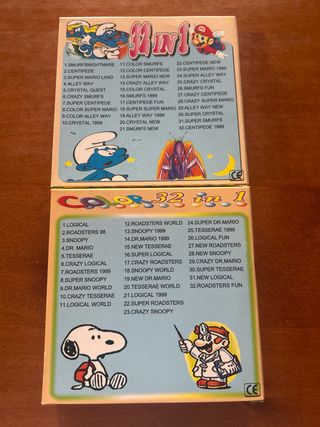 32 in 1
1.SMURFSNIGHTMARE
2.CENTIPEDE
3.SUPER MARIO LAND
4.ALLEY WAY
5.CRYSTAL QUEST
6.CRAZY SMURFS
7.SUPER CENTIPEDE
8.COLOR SUPER MARIO
9.COLOR ALLEY WAY
10.CRYSTAL 1999
11.COLOR SMURFS
12.COLOR CENTIPEDE
13.SUPER MARIO NEW
14.SUPER ALLEY WAY
15.CRAZY CRYSTAL
16.COLOR CRYSTAL
16.SMURFS 1999
17.CENTIPEDE FUN
18.SUPER SUPER MARIO
19.ALLEY WAY 1999
20.CRYSTAL NEW
21.SMURFS NEW
22.CENTIPEDE NEW
23.SUPER MARIO 1999
24.ALLEY WAY NEW
25.CRYSTAL
26.SMURFS FUN
27.CRAZY CENTIPEDE
28.CRAZY SUPER MARIO
29.CRAZY ALLEY WAY
30.SUPER CRYSTAL
31.SUPER SMURFS
32.CENTIPEDE 1999
CE
COLOR 32 in 1
1.LOGICAL
2.ROADSTERS 98
3.SNOOPY
4.DR. MARIO
5.TESSERAE
6.CRAZY LOGICAL
7.ROADSTERS 1999
8.SUPER SNOOPY
9.DR.MARIO WORLD
10.CRAZY TESSERAE
11.LOGICAL WORLD
12.ROADSTERS WORLD
13.SNOOPY 1999
14.DR.MARIO 1999
15.NEW TESSERAE
16.SUPER LOGICAL
17.CRAZY ROADSTERS
18.SNOOPY WORLD
19.NEW DR.MARIO
20.TESSERAE WORLD
21.LOGICAL 1999
22.SUPER ROADSTERS
23.CRAZY SNOOPY
24.SUPER DR.MARIO
25.TESSERAE 1999
26.LOGICAL FUN
27.NEW ROADSTERS
28.NEW SNOOPY
29.CRAZY DR.MARIO
30.SUPER TESSERAE
31.NEW LOGICAL
32.ROADSTERS FUN
CE